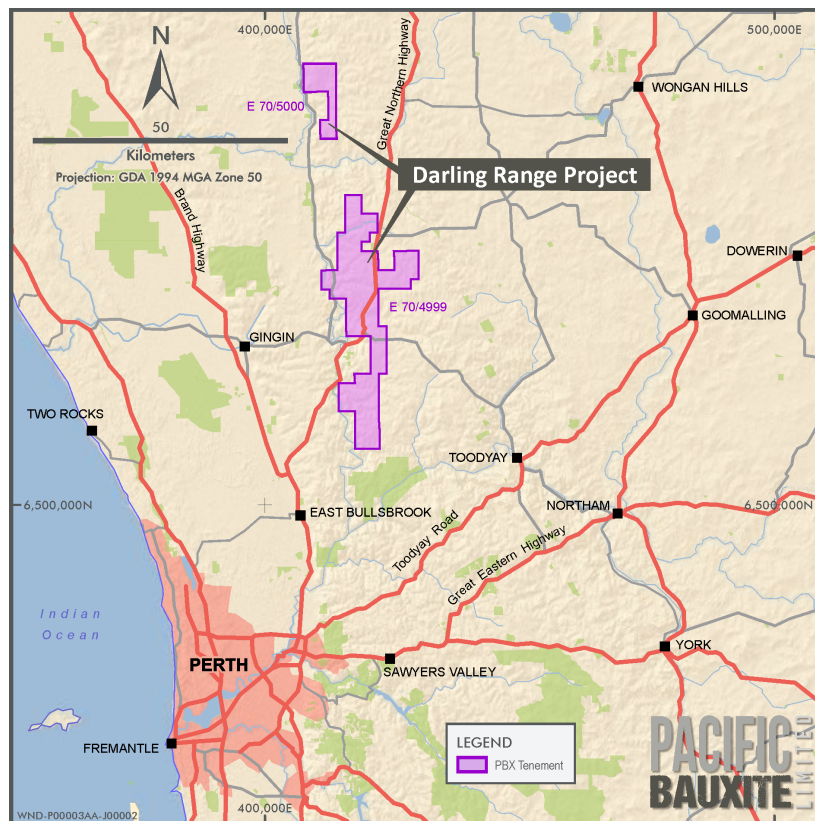 400,000E
500,000E
N
Great Northern Highway
WONGAN HILLS
E 70/5000
50
Kilometers
Projection: GDA 1994 MGA Zone 50
Darling Range Project
Brand Highway
DOWERIN
E 70/4999
GOOMALLING
GINGIN
TWO ROCKS
TOODYAY
6,500,000N
EAST BULLSBROOK
NORTHAM
6,500,000N
Toodyay Road
Great Eastern Highway
Indian
Ocean
PERTH
YORK
SAWYERS VALLEY
FREMANTLE
LEGEND
PBX Tenement
PACIFIC
BAUXITE
LIMITED
400,000E
WND-P00003AA-J00002